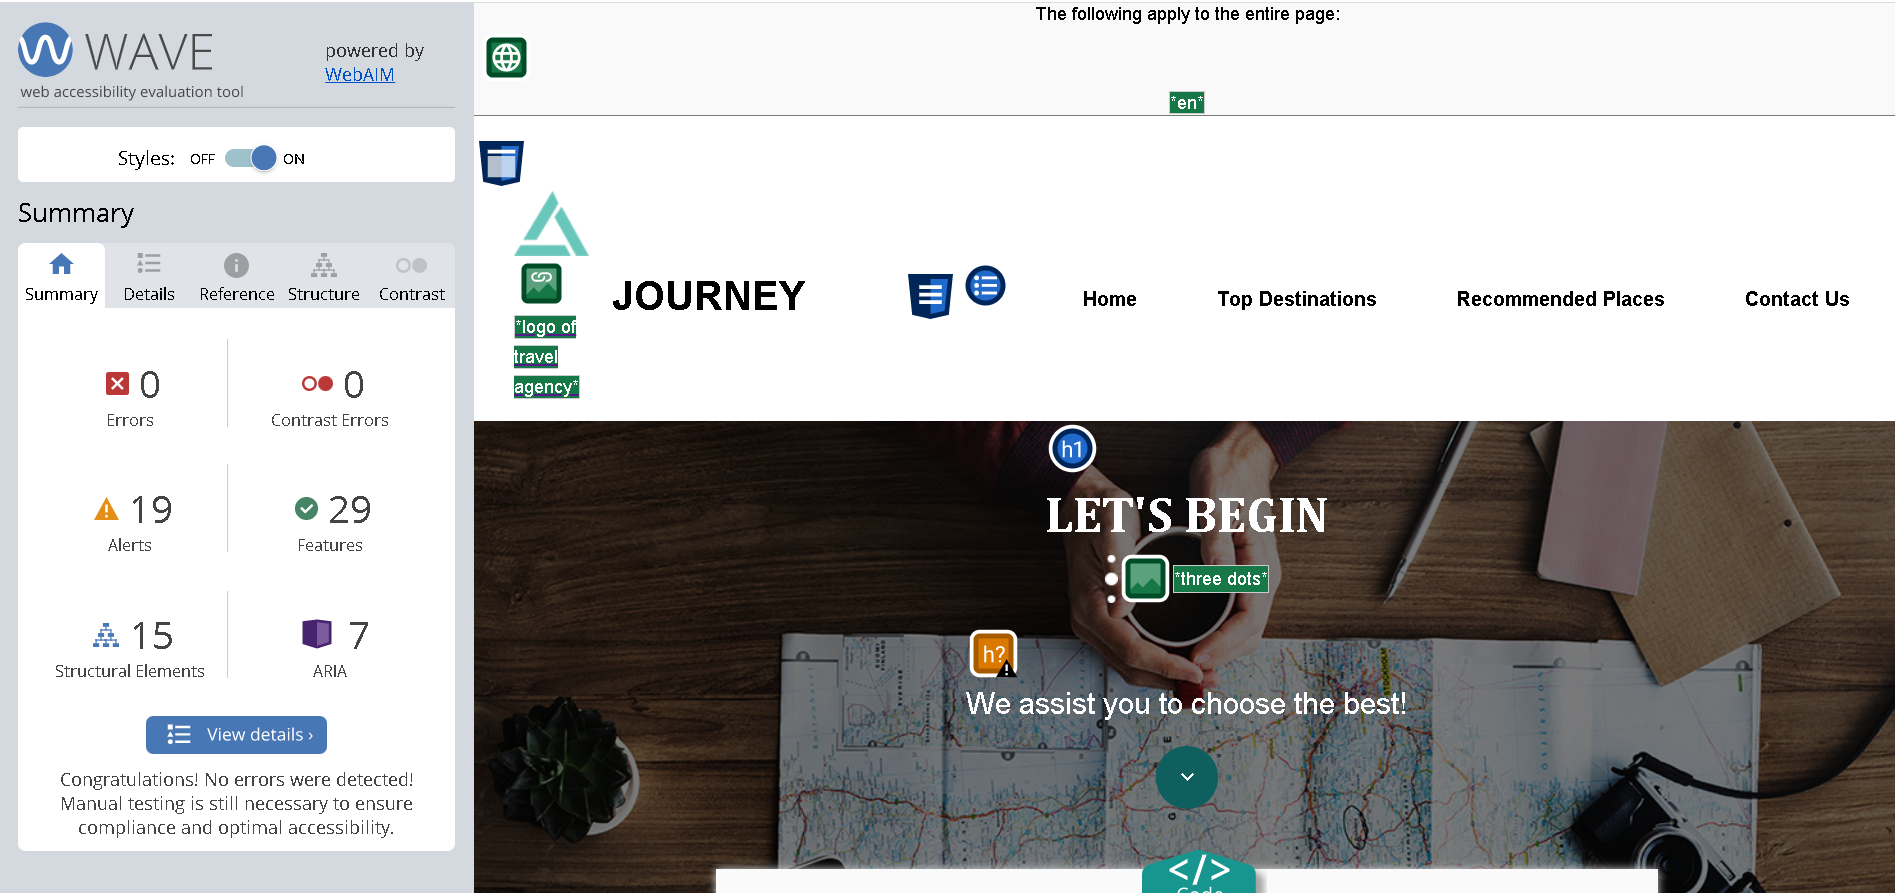 WAVE
powered by
WebAIM
web accessibility evaluation tool
Styles: OFF ON
Summary
Summary Details Reference Structure Contrast
0
Errors
0
Contrast Errors
19
Alerts
29
Features
15
Structural Elements
7
ARIA
View details ›
Congratulations! No errors were detected!
Manual testing is still necessary to ensure
compliance and optimal accessibility.
The following apply to the entire page:
*en*
*logo of
travel
agency*
JOURNEY
Home Top Destinations Recommended Places Contact Us
h1
LET'S BEGIN
*three dots*
h?
We assist you to choose the best!
</>
Code